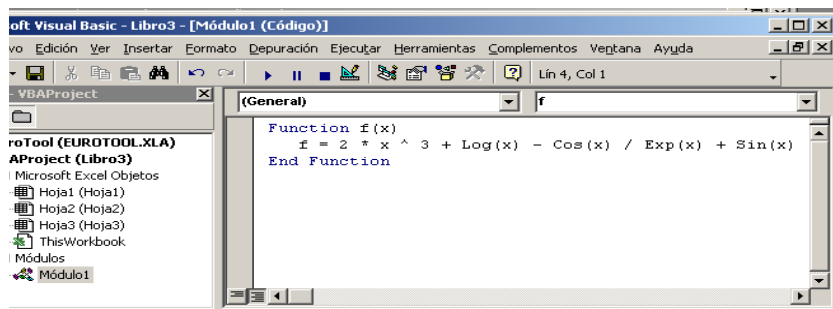 oft Visual Basic - Libro3 - [Módulo1 (Código)]
vo Edición Ver Insertar Formato Depuración Ejecutar Herramientas Complementos Ventana Ayuda
Lín 4, Col 1
- VBAProject
(General)
f
roTool (EUROTOOL.XLA)
AProject (Libro3)
Microsoft Excel Objetos
Hoja1 (Hoja1)
Hoja2 (Hoja2)
Hoja3 (Hoja3)
ThisWorkbook
Módulos
Módulo1
Function f(x)
f = 2 * x ^ 3 + Log(x) - Cos(x) / Exp(x) + Sin(x)
End Function